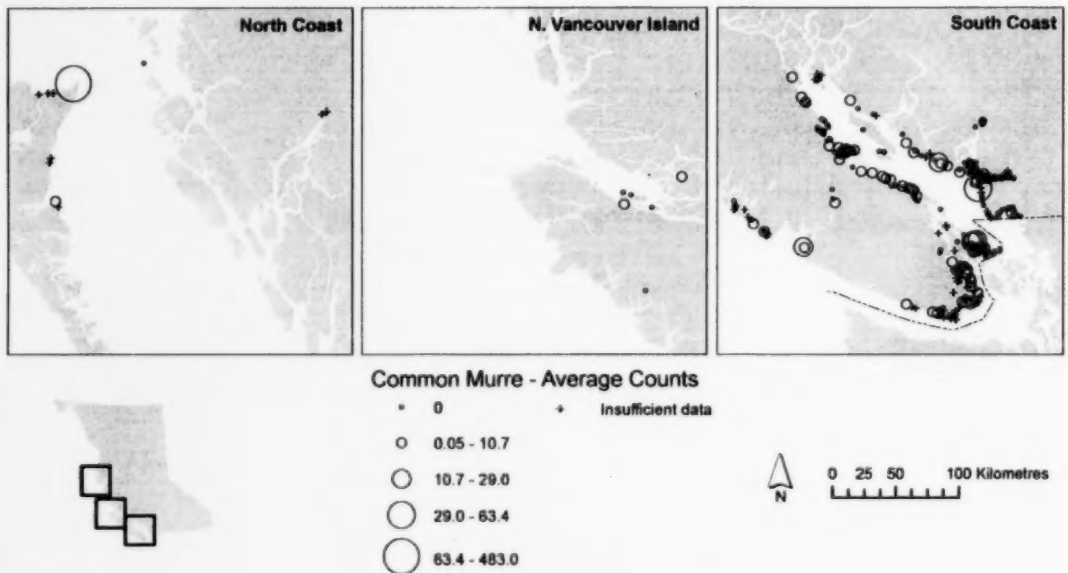 North Coast
N. Vancouver Island
South Coast
Common Murre - Average Counts
0
Insufficient data
0.05 - 10.7
10.7 - 29.0
29.0 - 63.4
63.4 - 483.0
N
0 25 50 100 Kilometres